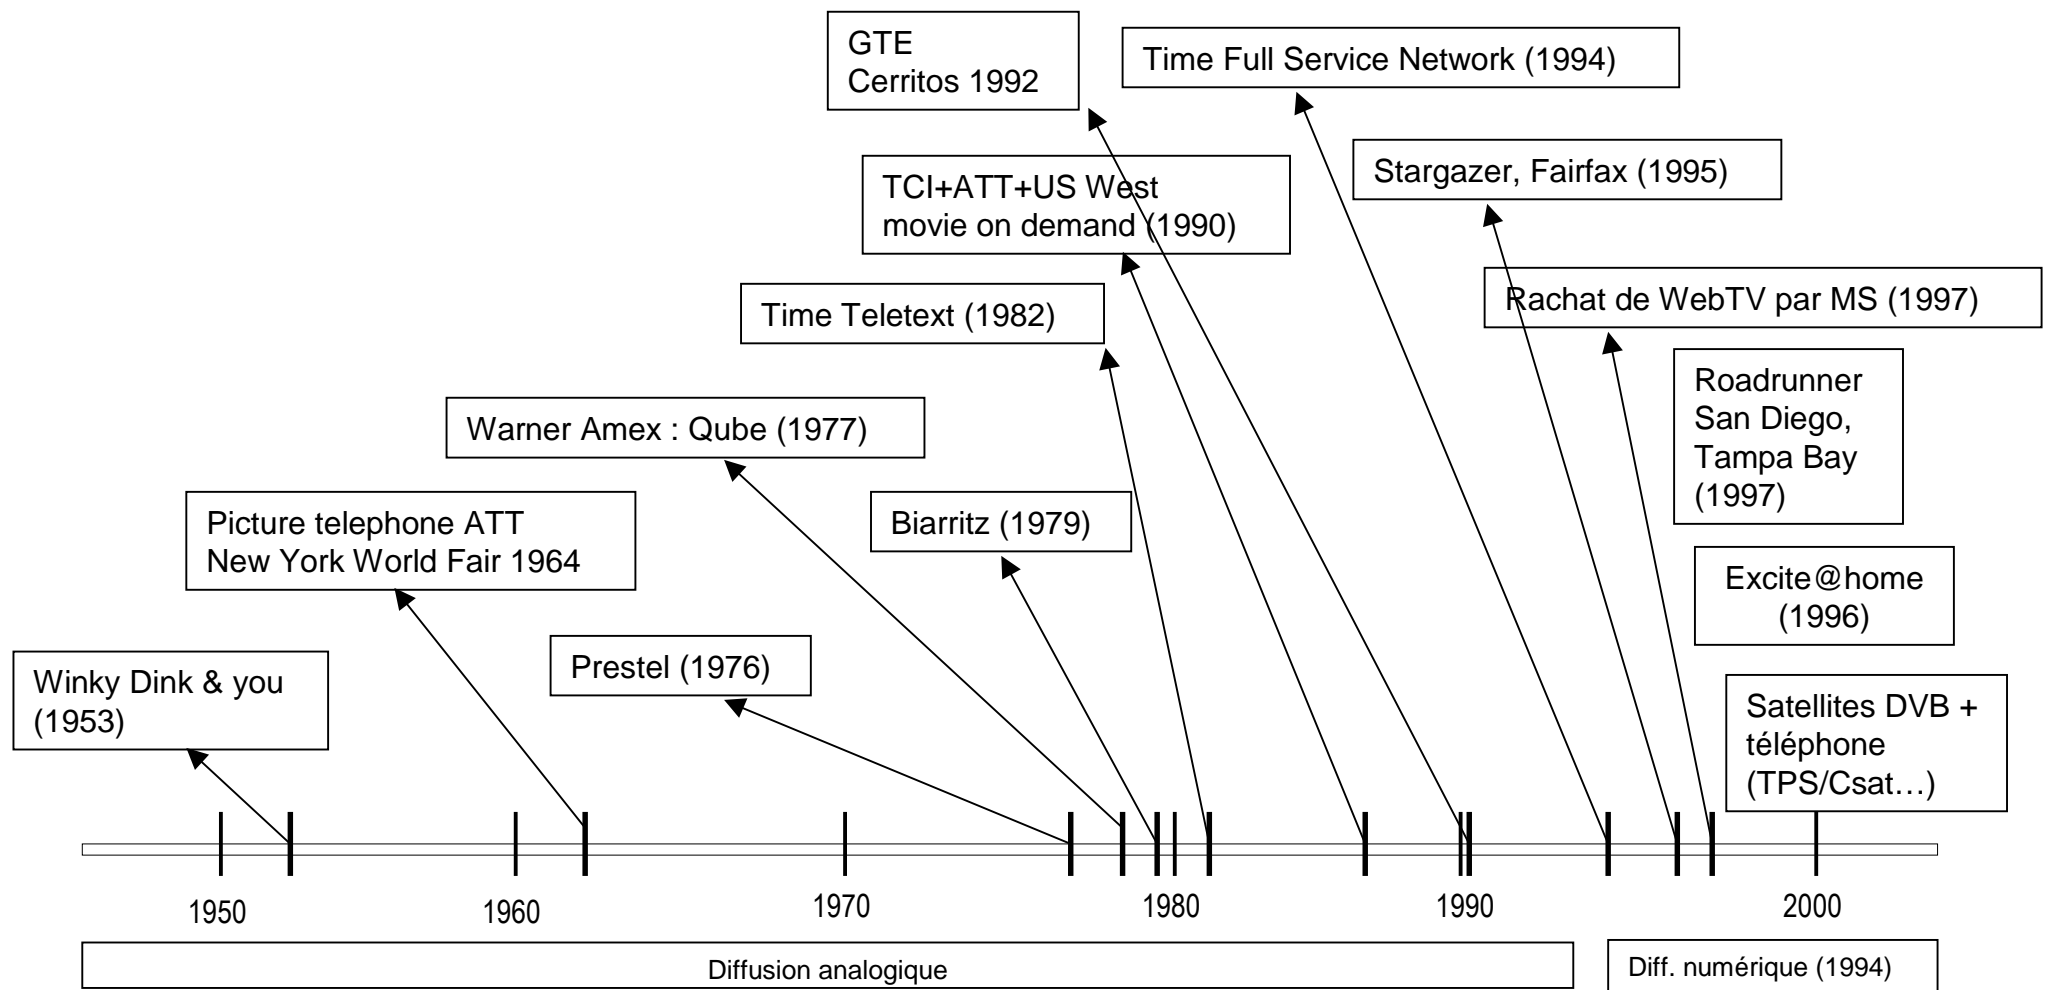 GTE
Cerritos 1992
Time Full Service Network (1994)
TCI+ATT+US West
movie on demand (1990)
Stargazer, Fairfax (1995)
Time Teletext (1982)
Rachat de WebTV par MS (1997)
Roadrunner
San Diego,
Tampa Bay
(1997)
Warner Amex : Qube (1977)
Picture telephone ATT
New York World Fair 1964
Biarritz (1979)
Excite@home
(1996)
Prestel (1976)
Winky Dink & you
(1953)
Satellites DVB +
téléphone
(TPS/Csat…)
1950
1960
1970
1980
1990
2000
Diffusion analogique
Diff. numérique (1994)